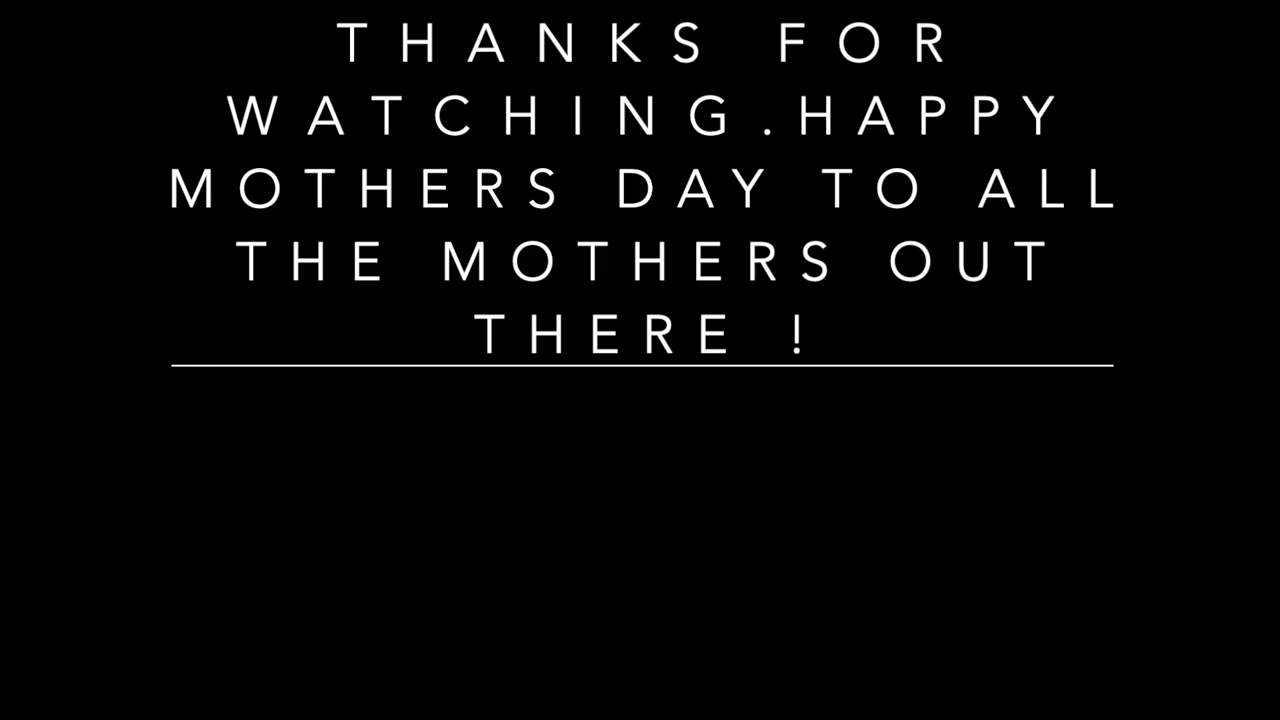 THANKS FOR
WATCHING.HAPPY
MOTHERS DAY TO ALL
THE MOTHERS OUT
THERE !